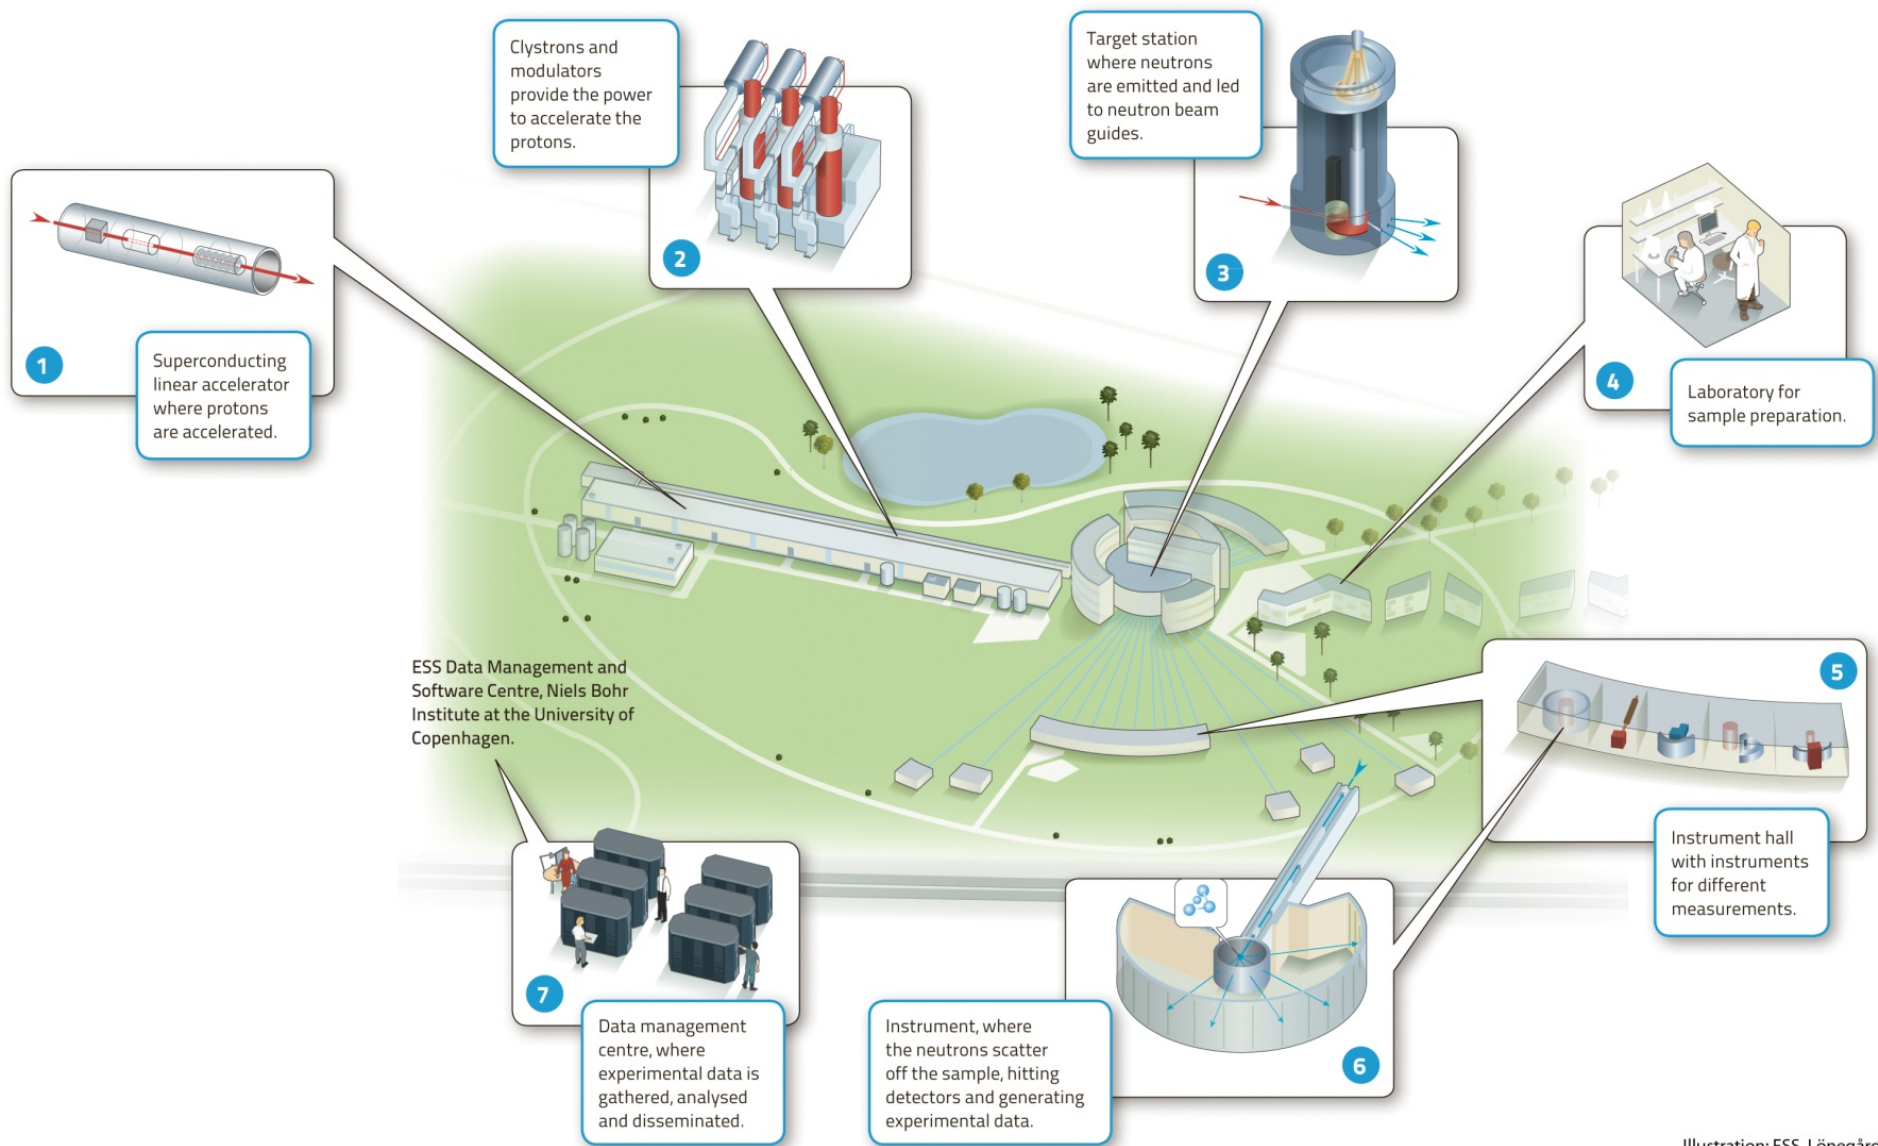 1
Superconducting
linear accelerator
where protons
are accelerated.
Clystrons and
modulators
provide the power
to accelerate the
protons.
2
Target station
where neutrons
are emitted and led
to neutron beam
guides.
3
4
Laboratory for
sample preparation.
5
Instrument hall
with instruments
for different
measurements.
6
Instrument, where
the neutrons scatter
off the sample, hitting
detectors and generating
experimental data.
ESS Data Management and
Software Centre, Niels Bohr
Institute at the University of
Copenhagen.
7
Data management
centre, where
experimental data is
gathered, analysed
and disseminated.
Illustration: ESS,